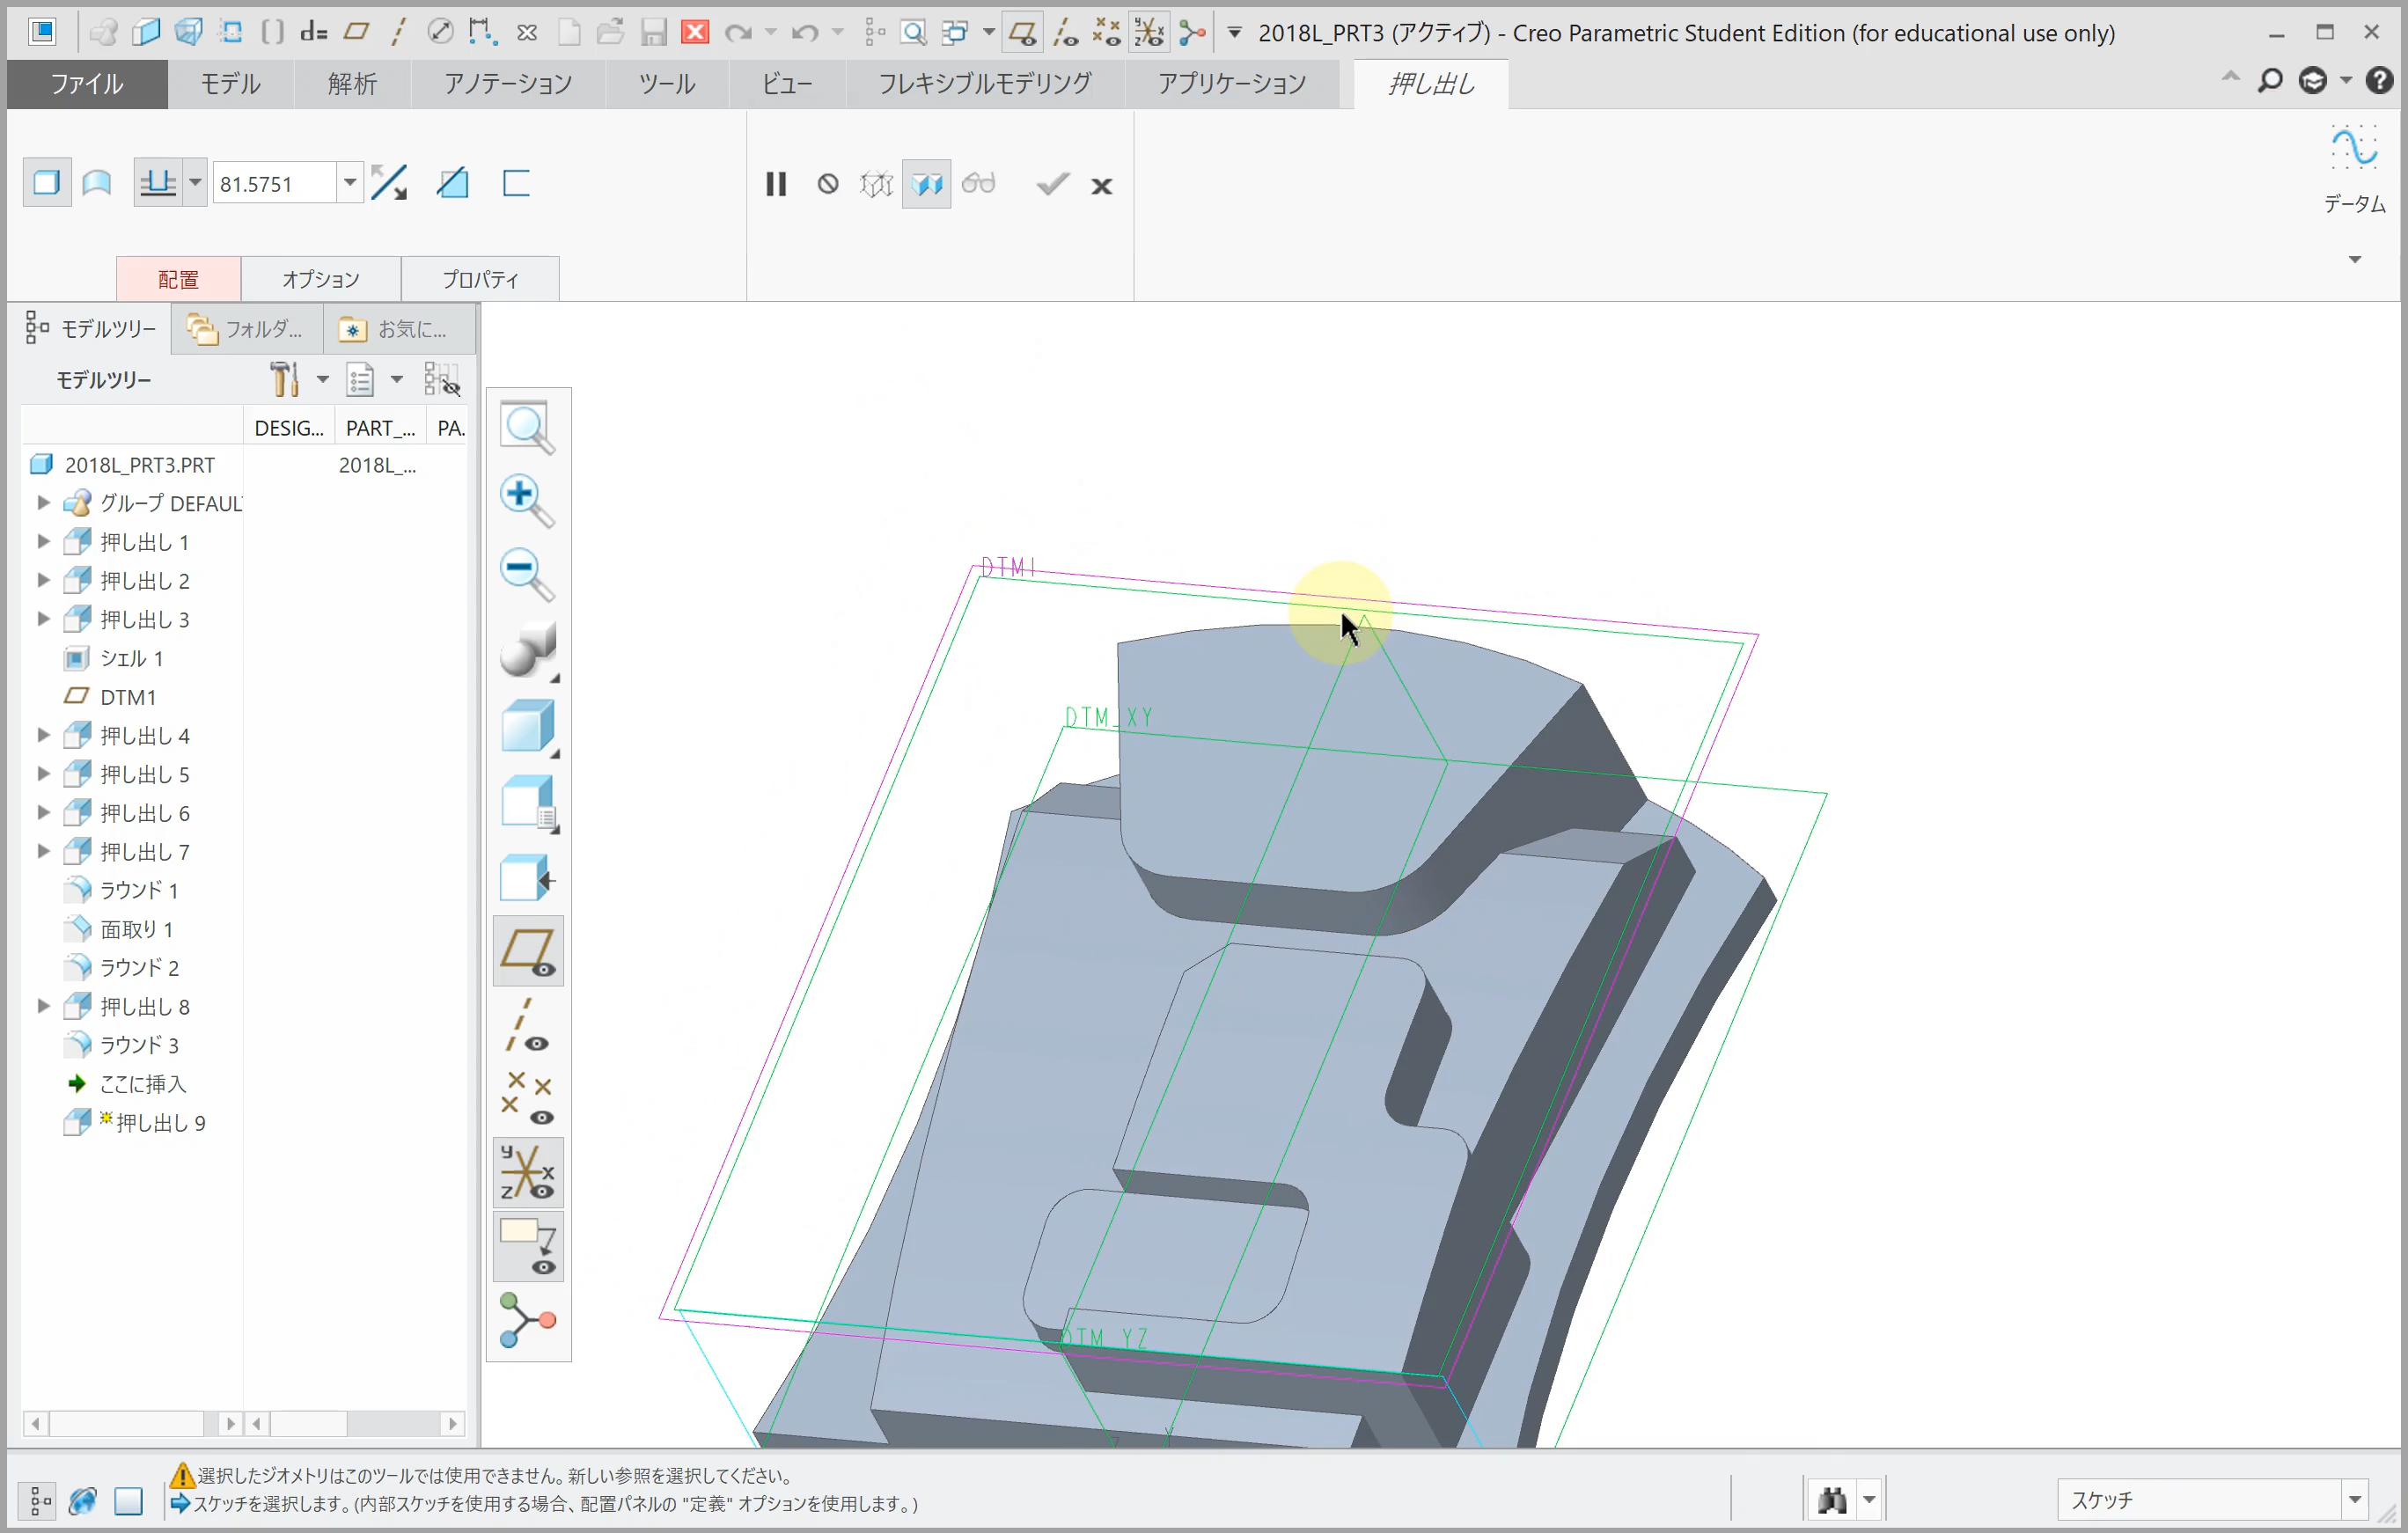 2018L_PRT3 (アクティブ) - Creo Parametric Student Edition (for educational use only)
ファイル モデル 解析 アノテーション ツール ビュー フレキシブルモデリング アプリケーション 押し出し
81.5751
データム
配置 オプション プロパティ
モデルツリー フォルダ... お気に...
モデルツリー
DESIG... PART_... PA.
2018L_PRT3.PRT 2018L_...
グループ DEFAUL
押し出し 1
押し出し 2
押し出し 3
シェル 1
DTM1
押し出し 4
押し出し 5
押し出し 6
押し出し 7
ラウンド 1
面取り 1
ラウンド 2
押し出し 8
ラウンド 3
ここに挿入
押し出し 9
DTM1
DTM_XY
DTM_YZ
選択したジオメトリはこのツールでは使用できません。新しい参照を選択してください。
スケッチを選択します。(内部スケッチを使用する場合、配置パネルの "定義" オプションを使用します。)
スケッチ